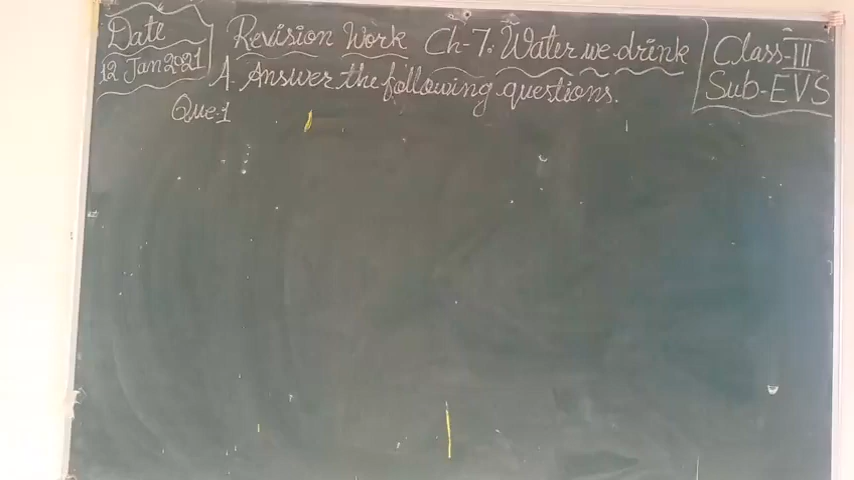 Date
12 Jan 2021
Revision Work Ch-7. Water we drink
Class-III
Sub-EVS
A. Answer the following questions.
Que-1